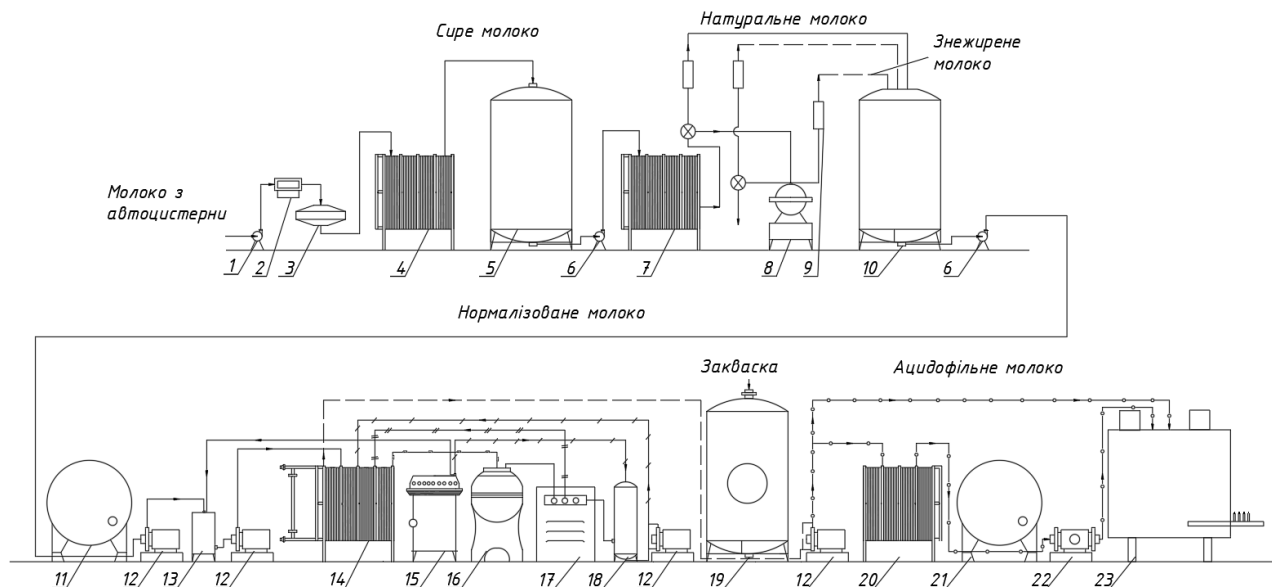 Натуральне молоко
Сире молоко
Знежирене
молоко
Молоко з
автоцистерни
1 2 3 4 5 6 7 8 9 10 6
Нормалізоване молоко
Закваска
Ацидофільне молоко
11 12 13 12 14 15 16 17 18 12 19 12 20 21 22 23